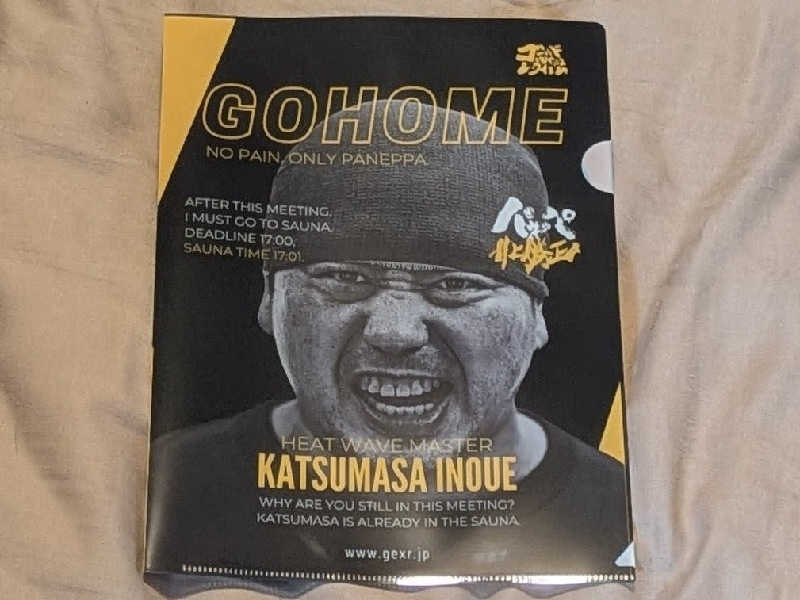 GOHOME
NO PAIN, ONLY PANEPPA.
AFTER THIS MEETING,
I MUST GO TO SAUNA.
DEADLINE 17:00,
SAUNA TIME 17:01.
HEAT WAVE MASTER
KATSUMASA INOUE
WHY ARE YOU STILL IN THIS MEETING?
KATSUMASA IS ALREADY IN THE SAUNA.
www.gexr.jp